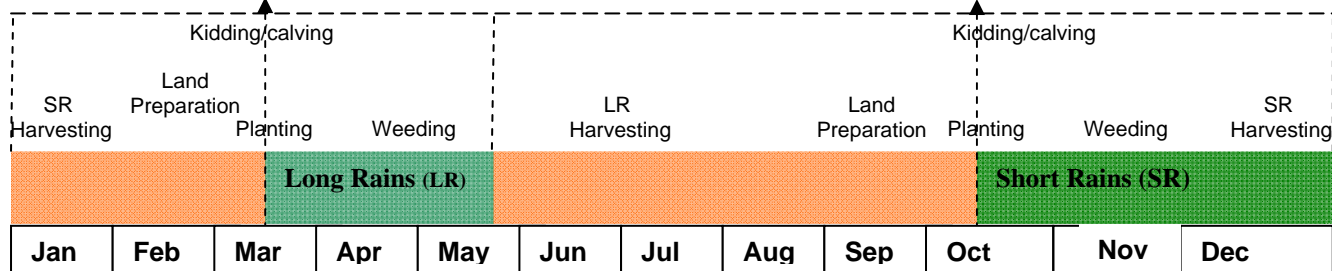 Kidding/calving
Kidding/calving
Land
Preparation
SR
Harvesting
Planting
Weeding
LR
Harvesting
Land
Preparation
Planting
Weeding
SR
Harvesting
Long Rains (LR)
Short Rains (SR)
Jan Feb Mar Apr May Jun Jul Aug Sep Oct Nov Dec